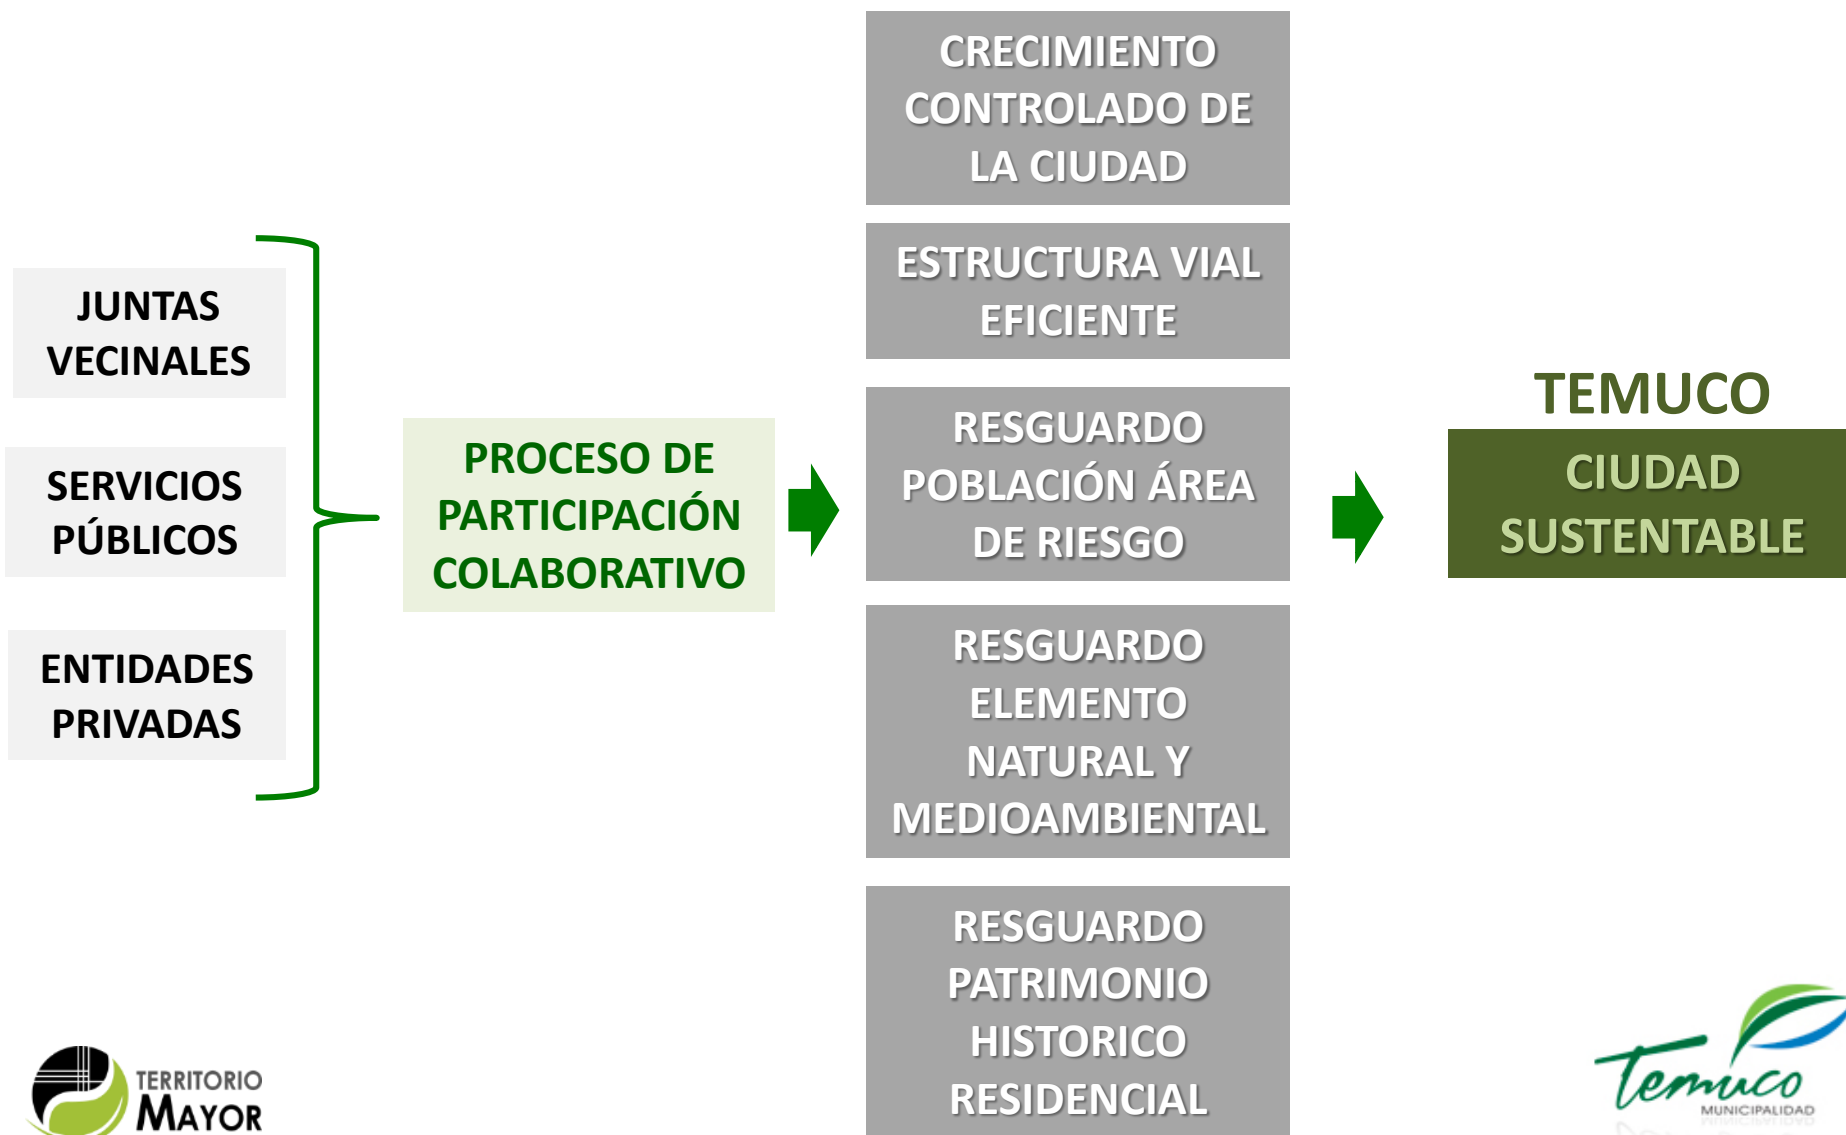 JUNTAS
VECINALES
SERVICIOS
PÚBLICOS
ENTIDADES
PRIVADAS
PROCESO DE
PARTICIPACIÓN
COLABORATIVO
CRECIMIENTO
CONTROLADO DE
LA CIUDAD
ESTRUCTURA VIAL
EFICIENTE
RESGUARDO
POBLACIÓN ÁREA
DE RIESGO
RESGUARDO
ELEMENTO
NATURAL Y
MEDIOAMBIENTAL
RESGUARDO
PATRIMONIO
HISTORICO
RESIDENCIAL
TEMUCO
CIUDAD
SUSTENTABLE
TERRITORIO
MAYOR
Temuco
MUNICIPALIDAD